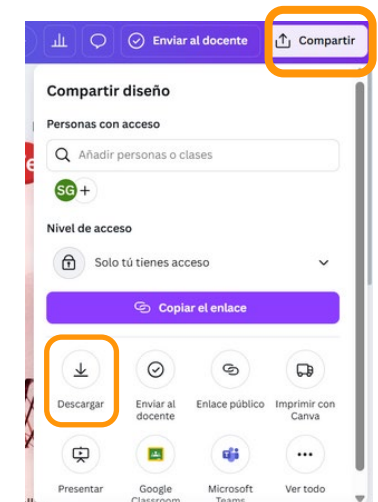 Enviar al docente
Compartir
Compartir diseño
Personas con acceso
Añadir personas o clases
SG +
Nivel de acceso
Solo tú tienes acceso
Copiar el enlace
Descargar
Enviar al
docente
Enlace público
Imprimir con
Canva
Presentar
Google
Classroom
Microsoft
Teams
Ver todo